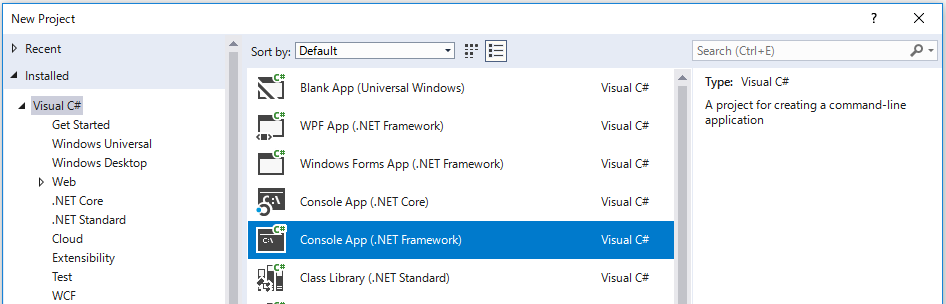 New Project
Recent
Installed
Visual C#
Get Started
Windows Universal
Windows Desktop
Web
.NET Core
.NET Standard
Cloud
Extensibility
Test
WCF
Sort by: Default
Blank App (Universal Windows) Visual C#
WPF App (.NET Framework) Visual C#
Windows Forms App (.NET Framework) Visual C#
Console App (.NET Core) Visual C#
Console App (.NET Framework) Visual C#
Class Library (.NET Standard) Visual C#
Search (Ctrl+E)
Type: Visual C#
A project for creating a command-line
application